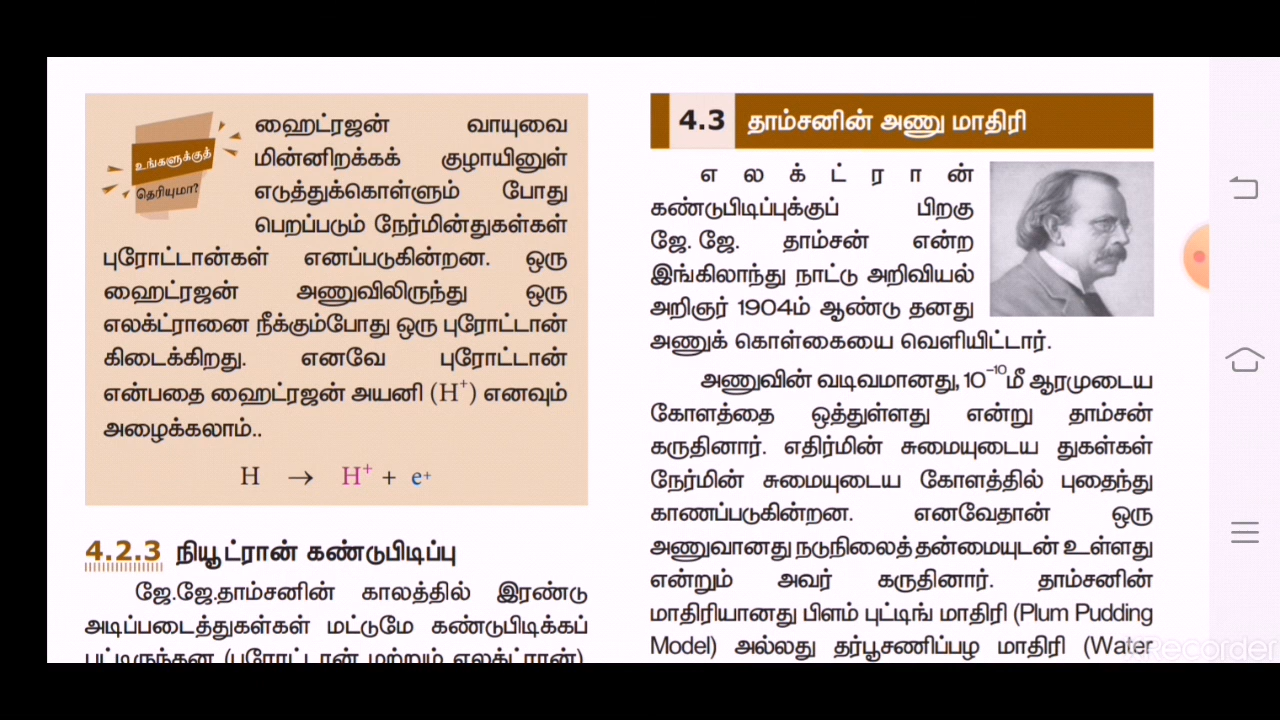 உங்களுக்குத்
தெரியுமா?
ஹைட்ரஜன் வாயுவை
மின்னிறக்கக் குழாயினுள்
எடுத்துக்கொள்ளும் போது
பெறப்படும் நேர்மின்துகள்கள்
புரோட்டான்கள் எனப்படுகின்றன. ஒரு
ஹைட்ரஜன் அணுவிலிருந்து ஒரு
எலக்ட்ரானை நீக்கும்போது ஒரு புரோட்டான்
கிடைக்கிறது. எனவே புரோட்டான்
என்பதை ஹைட்ரஜன் அயனி (H⁺) எனவும்
அழைக்கலாம்..
H → H⁺ + e⁺
4.2.3 நியூட்ரான் கண்டுபிடிப்பு
ஜே.ஜே.தாம்சனின் காலத்தில் இரண்டு
அடிப்படைத்துகள்கள் மட்டுமே கண்டுபிடிக்கப்
பட்டிருந்தன (புரோட்டான் மற்றும் எலக்ட்ரான்).
4.3 தாம்சனின் அணு மாதிரி
எ ல க் ட் ர ா ன்
கண்டுபிடிப்புக்குப் பிறகு
ஜே. ஜே. தாம்சன் என்ற
இங்கிலாந்து நாட்டு அறிவியல்
அறிஞர் 1904ம் ஆண்டு தனது
அணுக் கொள்கையை வெளியிட்டார்.
அணுவின் வடிவமானது, 10⁻¹⁰மீ ஆரமுடைய
கோளத்தை ஒத்துள்ளது என்று தாம்சன்
கருதினார். எதிர்மின் சுமையுடைய துகள்கள்
நேர்மின் சுமையுடைய கோளத்தில் புதைந்து
காணப்படுகின்றன. எனவேதான் ஒரு
அணுவானது நடுநிலைத்தன்மையுடன் உள்ளது
என்றும் அவர் கருதினார். தாம்சனின்
மாதிரியானது பிளம் புட்டிங் மாதிரி (Plum Pudding
Model) அல்லது தர்பூசணிப்பழ மாதிரி (Water